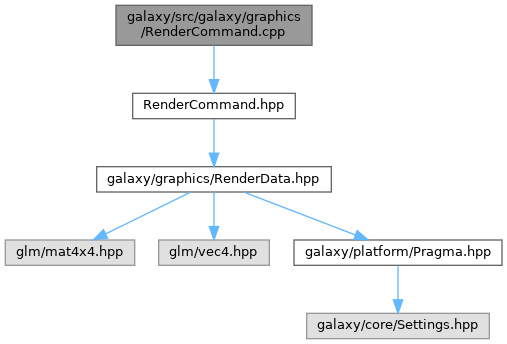 galaxy/src/galaxy/graphics
/RenderCommand.cpp
RenderCommand.hpp
galaxy/graphics/RenderData.hpp
glm/mat4x4.hpp
glm/vec4.hpp
galaxy/platform/Pragma.hpp
galaxy/core/Settings.hpp